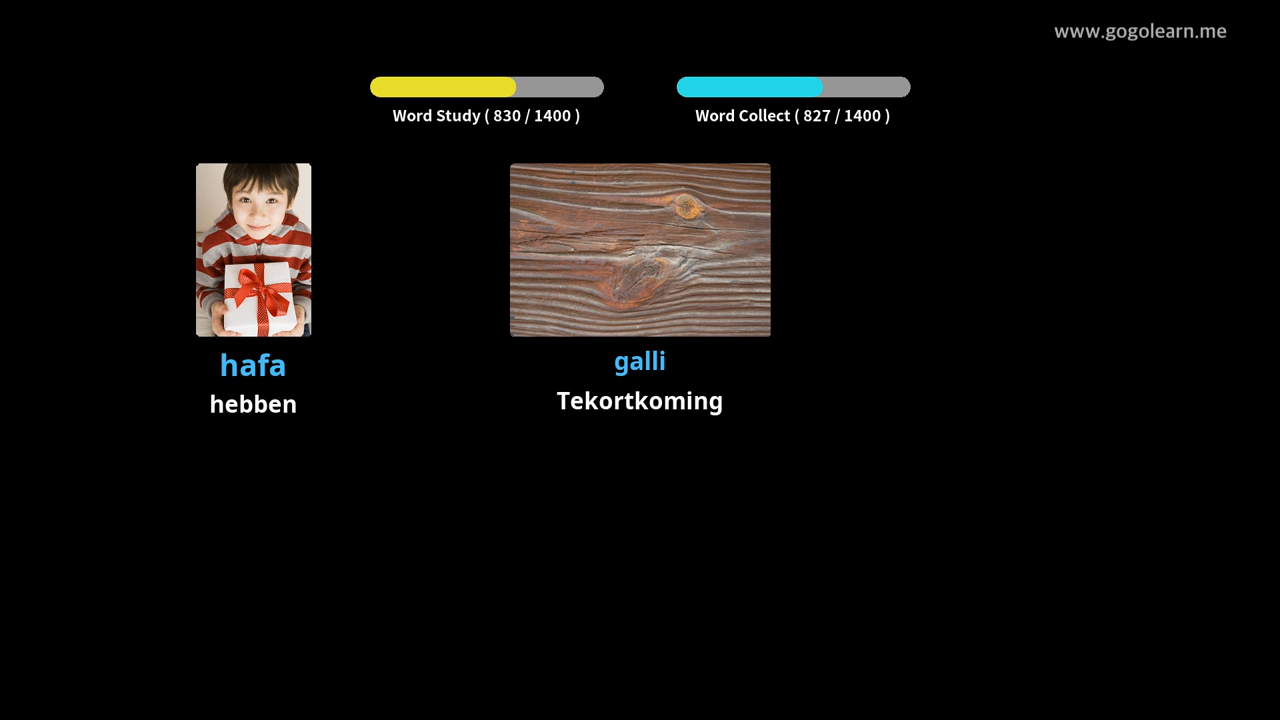 www.gogolearn.me
Word Study ( 830 / 1400 )
Word Collect ( 827 / 1400 )
hafa
hebben
galli
Tekortkoming